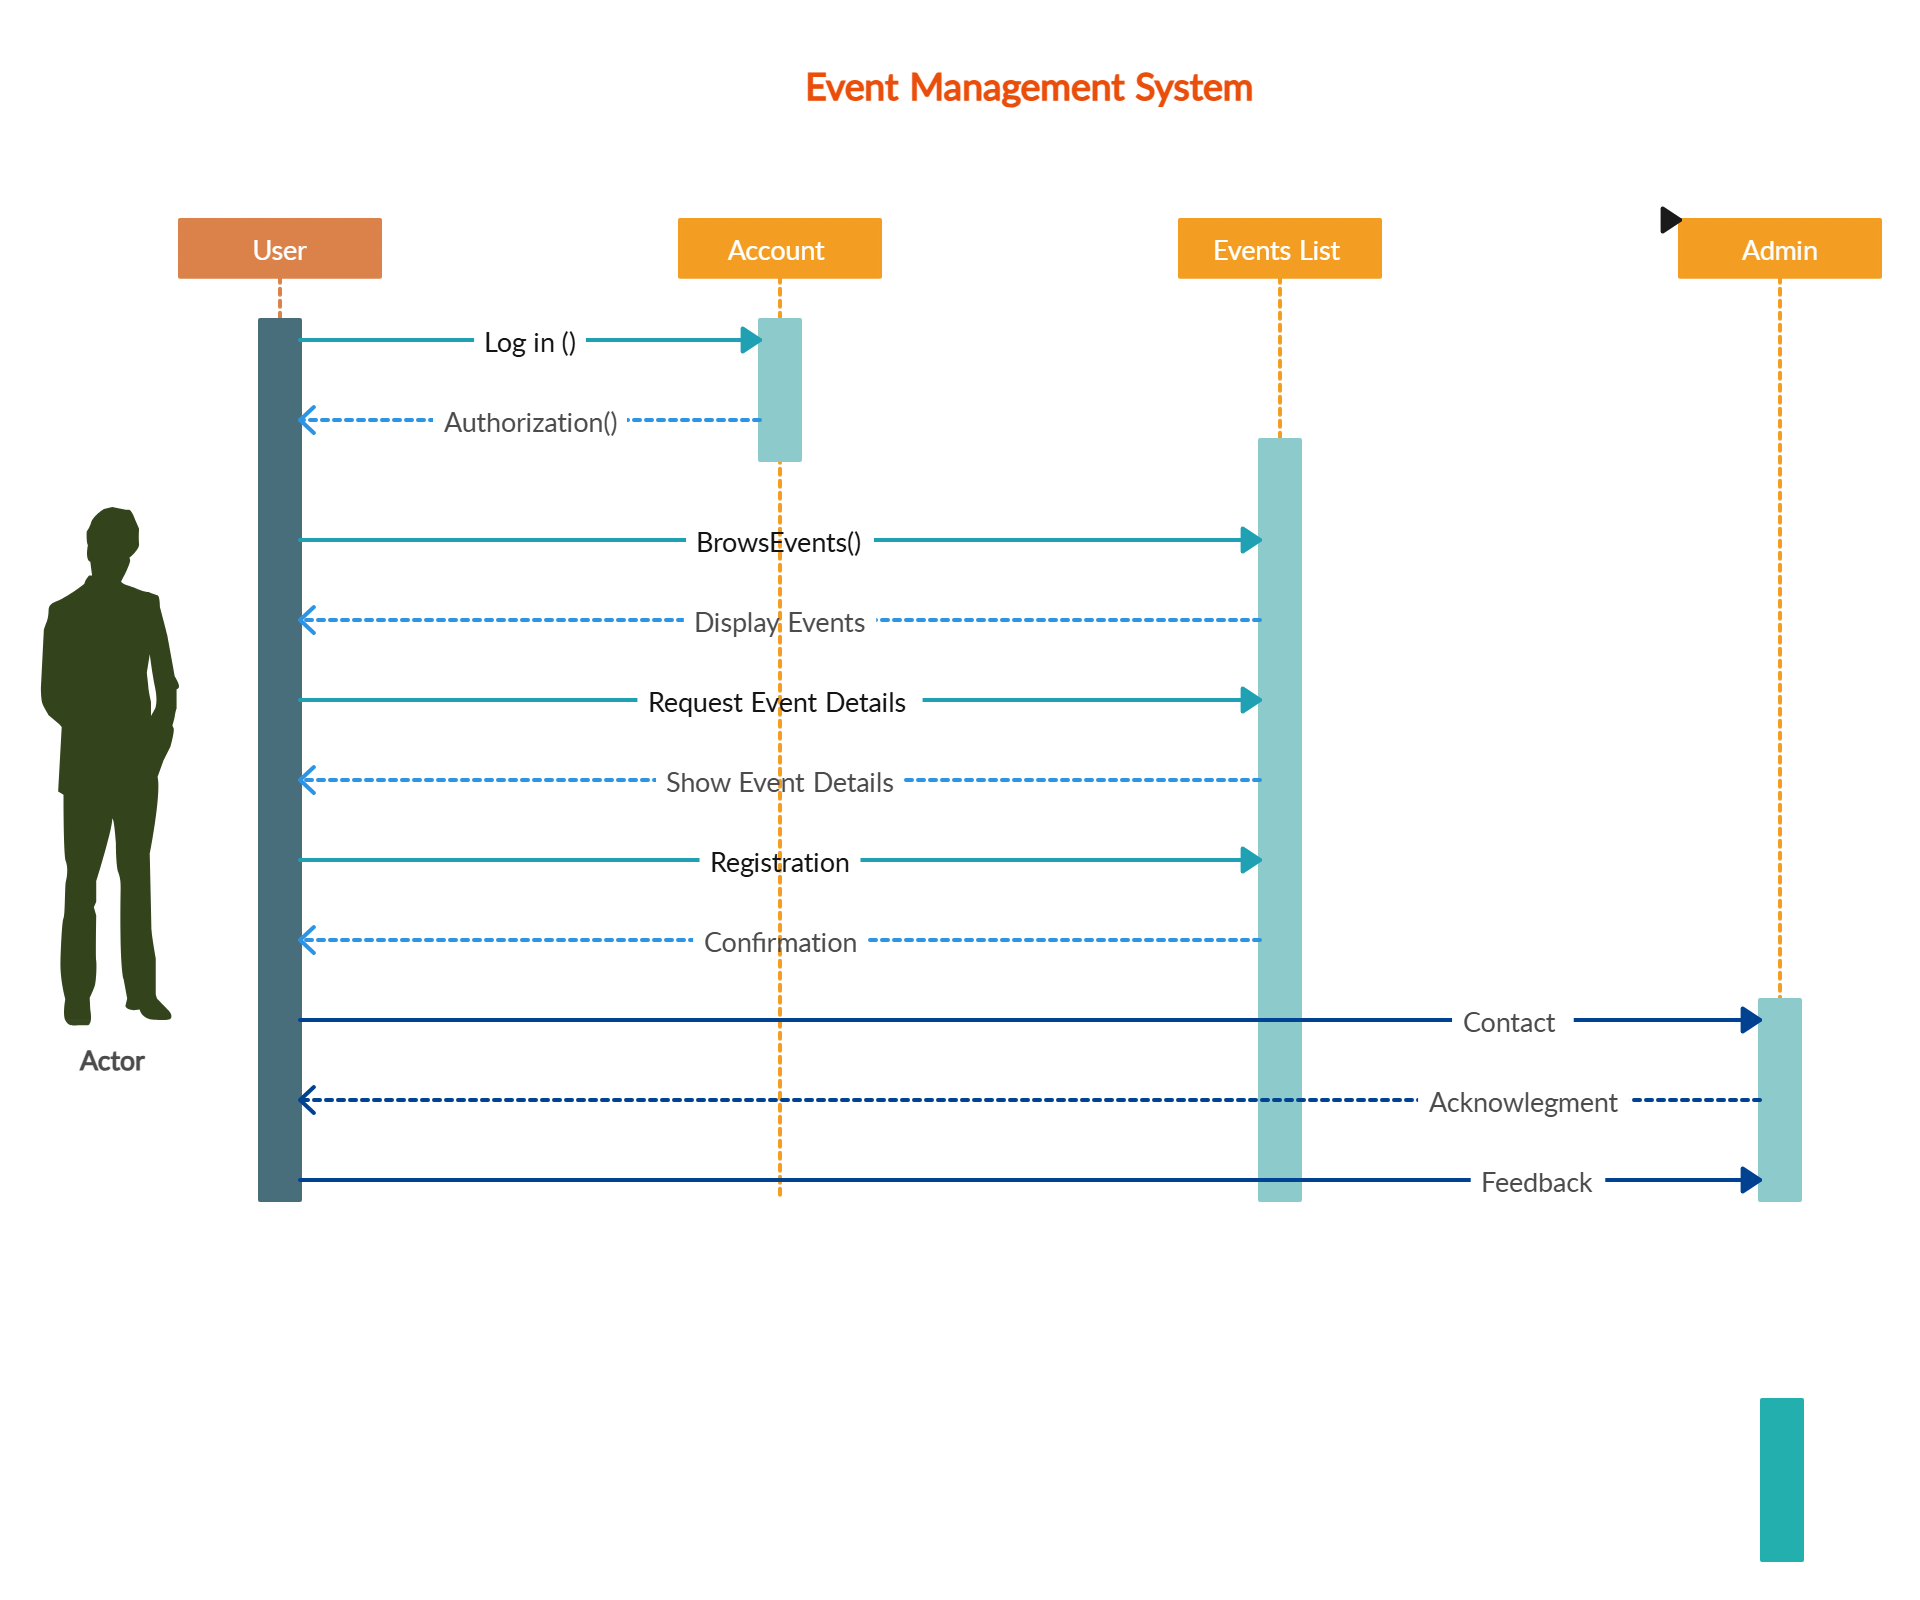 Event Management System
User
Account
Events List
Admin
Log in ()
Authorization()
BrowsEvents()
Display Events
Request Event Details
Show Event Details
Registration
Confirmation
Contact
Actor
Acknowlegment
Feedback